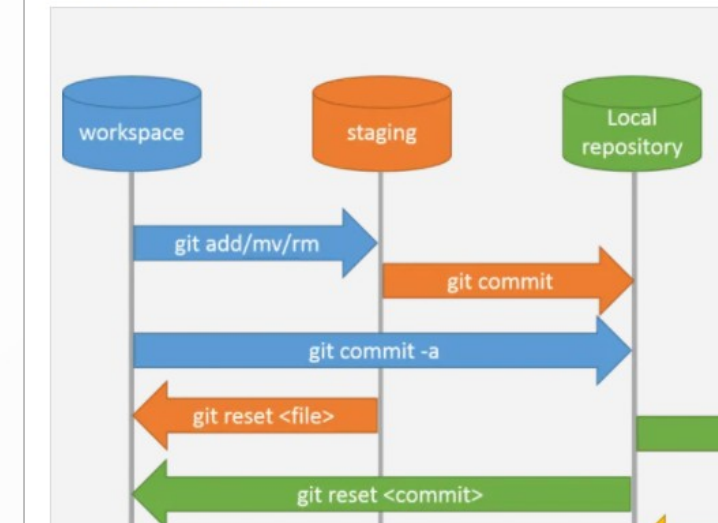 workspace
staging
Local
repository
git add/mv/rm
git commit
git commit -a
git reset <file>
git reset <commit>